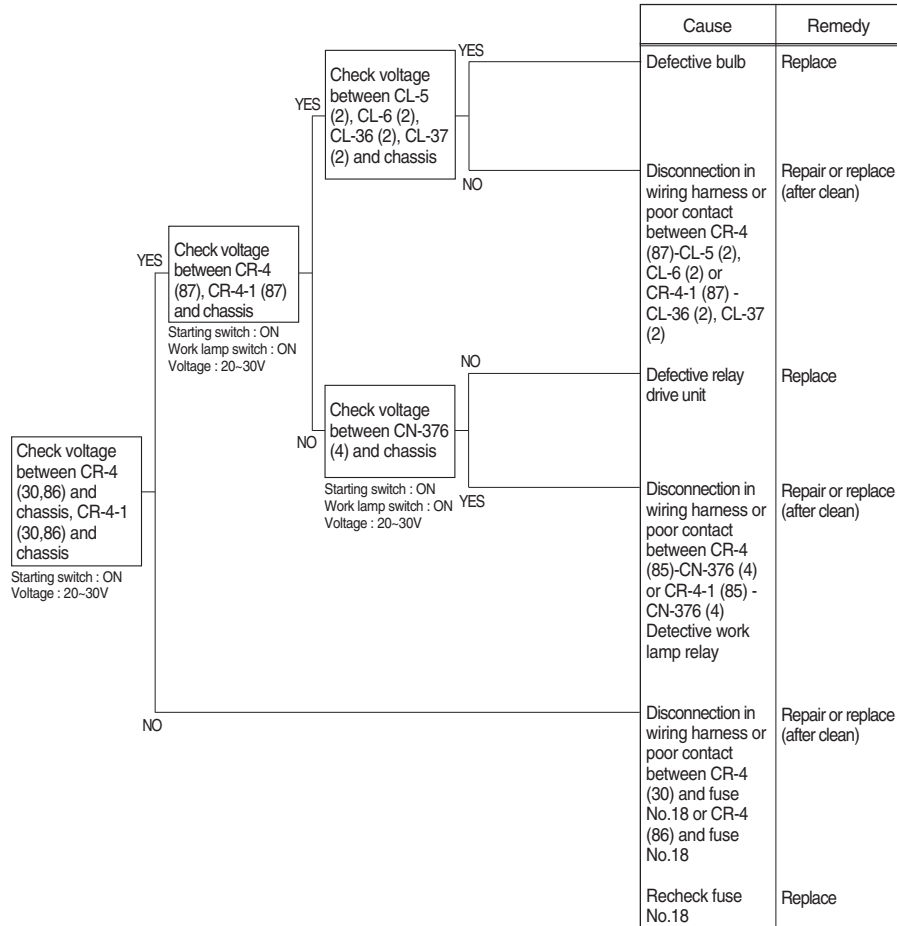 Cause
Remedy
Check voltage
between CR-4
(30,86) and
chassis, CR-4-1
(30,86) and
chassis
Starting switch : ON
Voltage : 20~30V
YES
NO
Check voltage
between CR-4
(87), CR-4-1 (87)
and chassis
Starting switch : ON
Work lamp switch : ON
Voltage : 20~30V
YES
NO
Check voltage
between CL-5
(2), CL-6 (2),
CL-36 (2), CL-37
(2) and chassis
YES
NO
Check voltage
between CN-376
(4) and chassis
Starting switch : ON
Work lamp switch : ON
Voltage : 20~30V
NO
YES
Defective bulb
Replace
Disconnection in
wiring harness or
poor contact
between CR-4
(87)-CL-5 (2),
CL-6 (2) or
CR-4-1 (87) -
CL-36 (2), CL-37
(2)
Repair or replace
(after clean)
Defective relay
drive unit
Replace
Disconnection in
wiring harness or
poor contact
between CR-4
(85)-CN-376 (4)
or CR-4-1 (85) -
CN-376 (4)
Detective work
lamp relay
Repair or replace
(after clean)
Disconnection in
wiring harness or
poor contact
between CR-4
(30) and fuse
No.18 or CR-4
(86) and fuse
No.18
Repair or replace
(after clean)
Recheck fuse
No.18
Replace